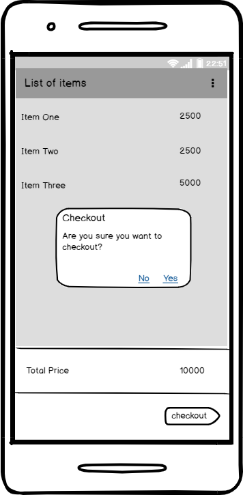 22:51
List of items
Item One 2500
Item Two 2500
Item Three 5000
Checkout
Are you sure you want to
checkout?
No Yes
Total Price 10000
checkout